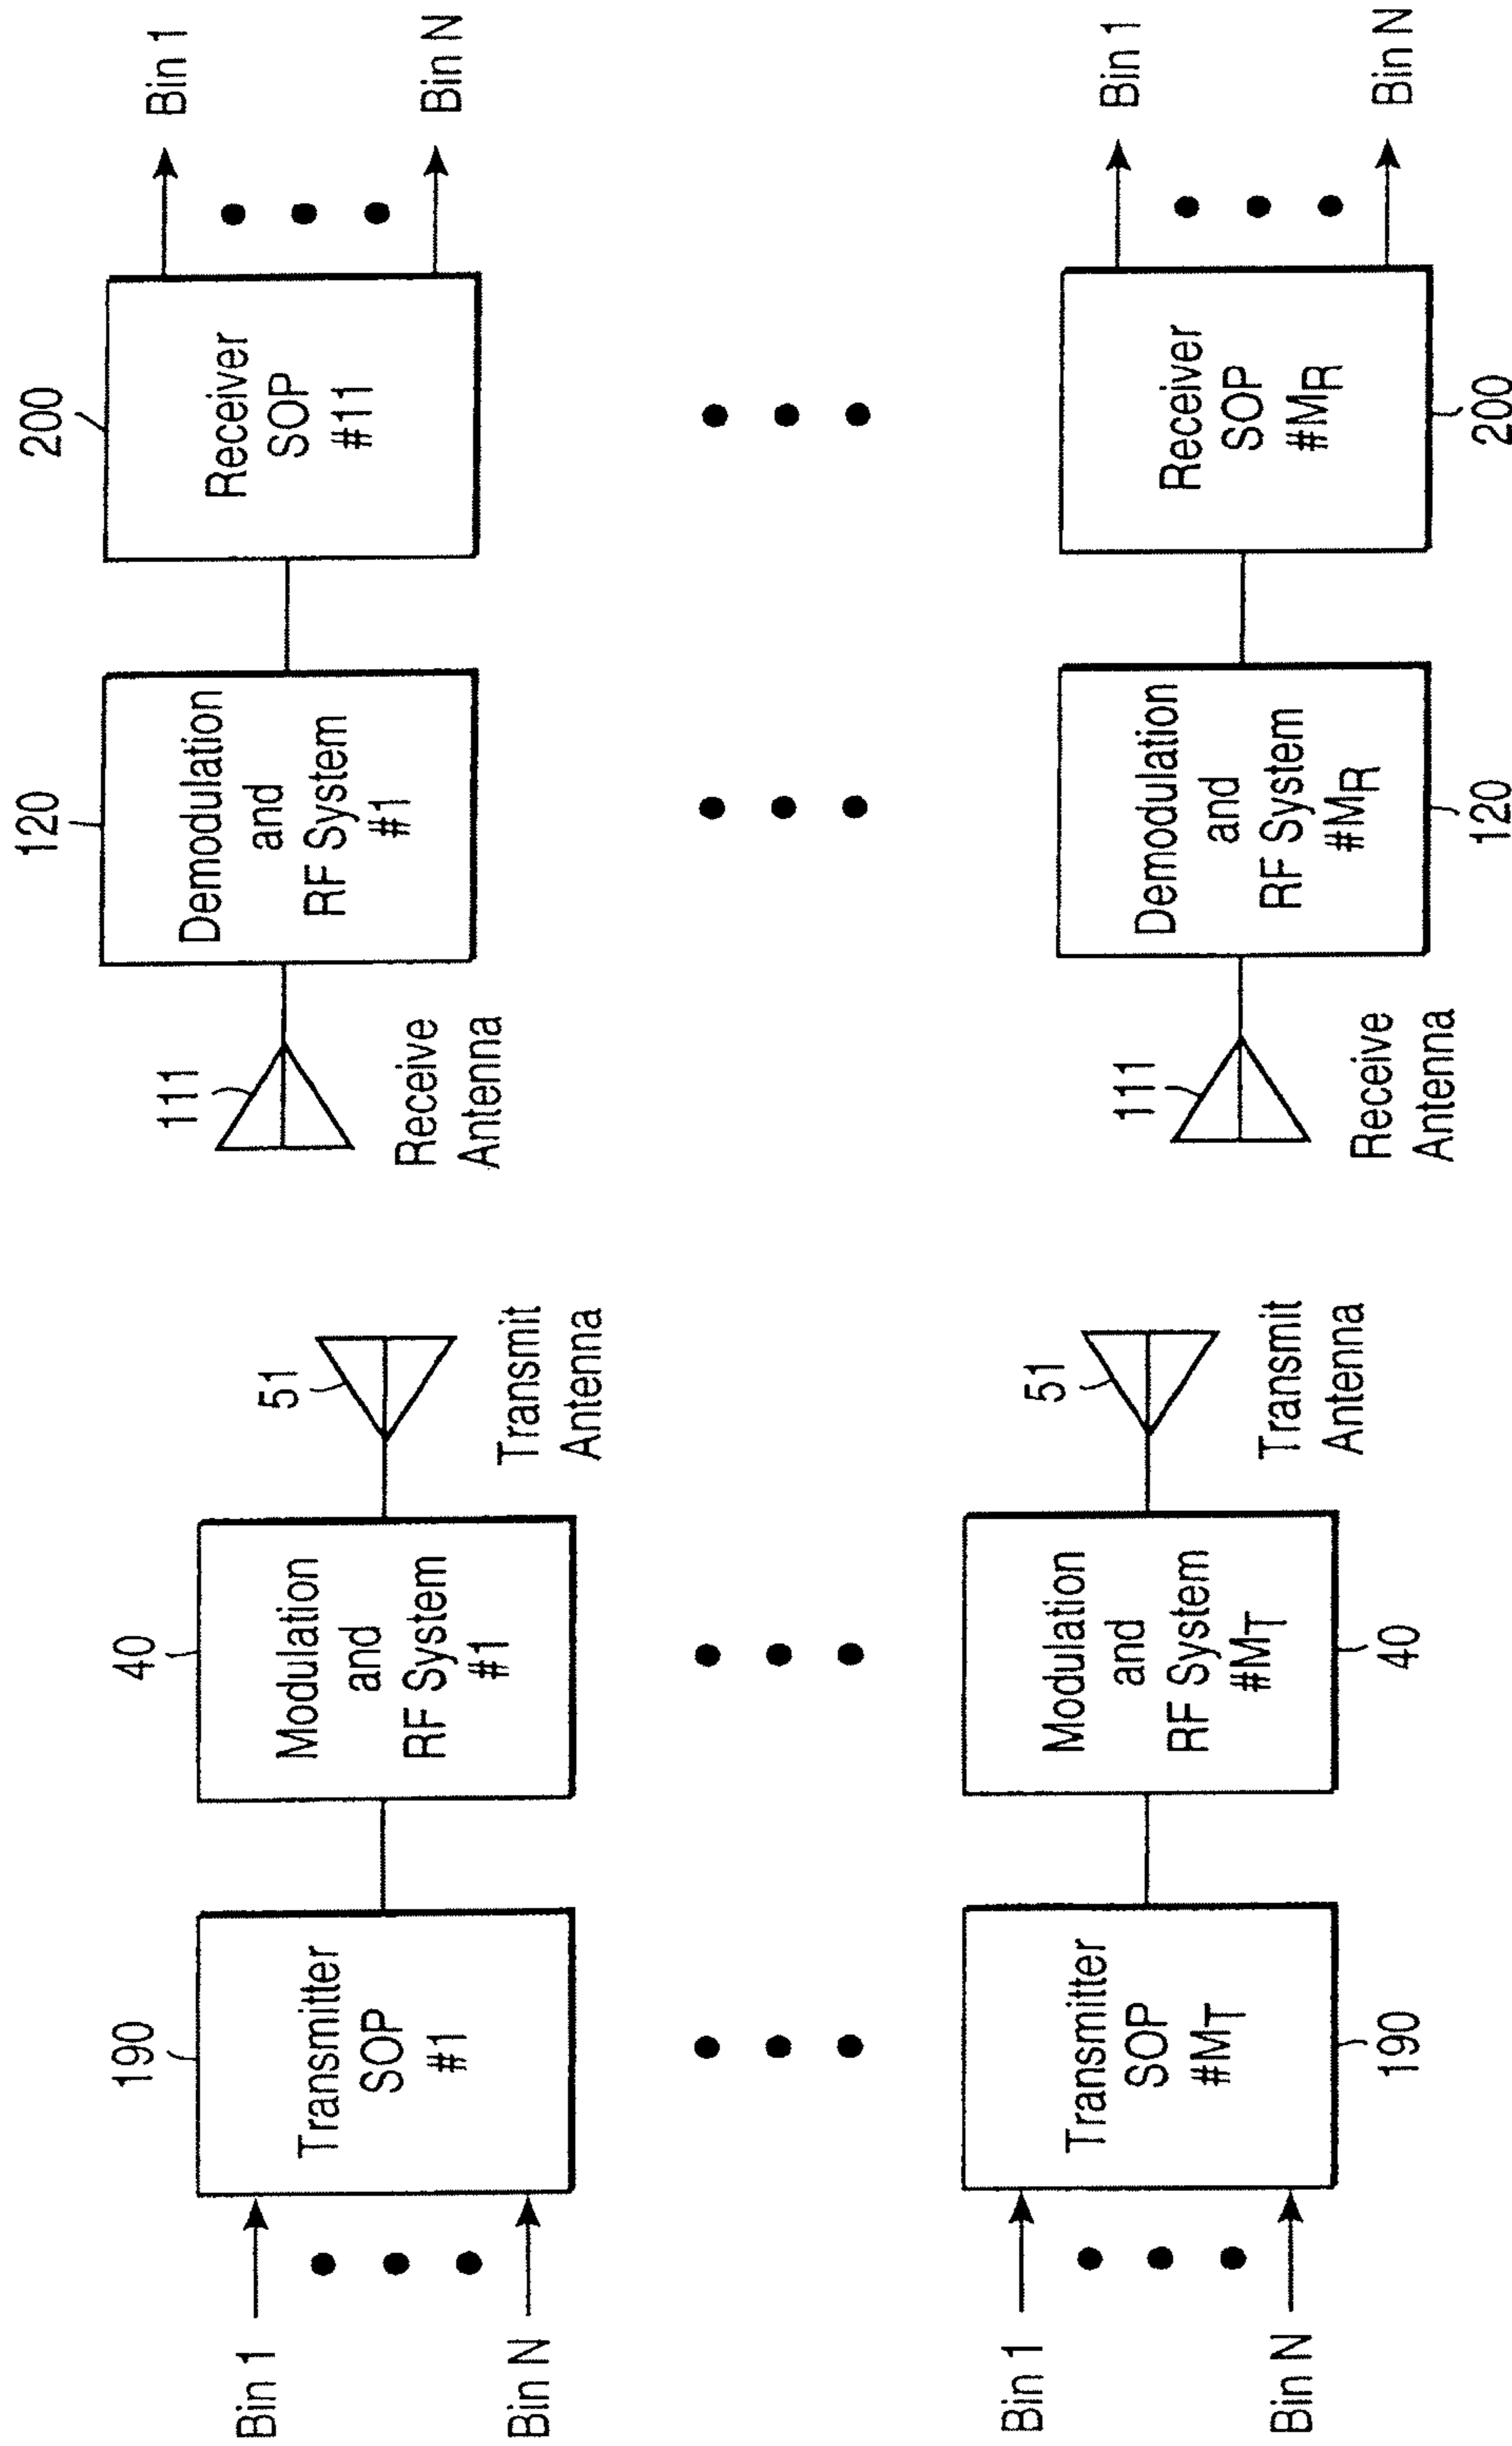 190
Transmitter
SOP
#1
Bin 1
Bin N
40
Modulation
and
RF System
#1
51
Transmit
Antenna
111
Receive
Antenna
120
Demodulation
and
RF System
#1
200
Receiver
SOP
#11
Bin 1
Bin N
Bin 1
Bin N
Transmitter
SOP
#MT
190
Modulation
and
RF System
#MT
40
51
Transmit
Antenna
111
Receive
Antenna
Demodulation
and
RF System
#MR
120
Receiver
SOP
#MR
200
Bin 1
Bin N